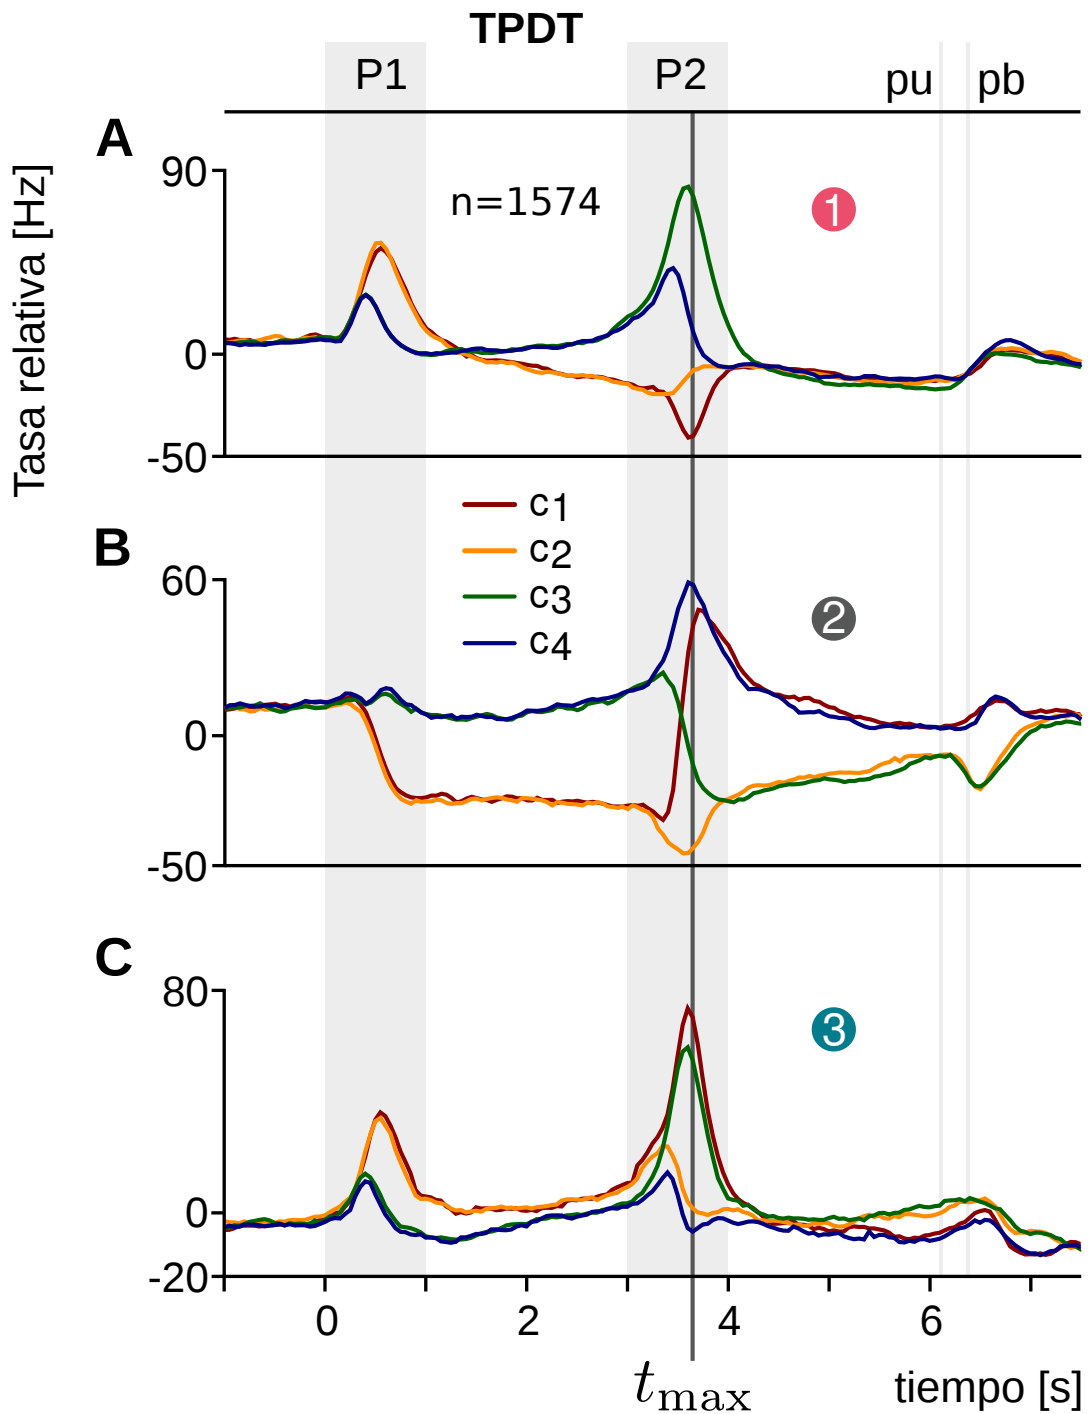 TPDT
P1 P2 pu pb
A
90
n=1574
1
0
-50
Tasa relativa [Hz]
c1
c2
c3
c4
B
60
2
0
-50
C
80
3
0
-20
0 2 4 6
tmax
tiempo [s]